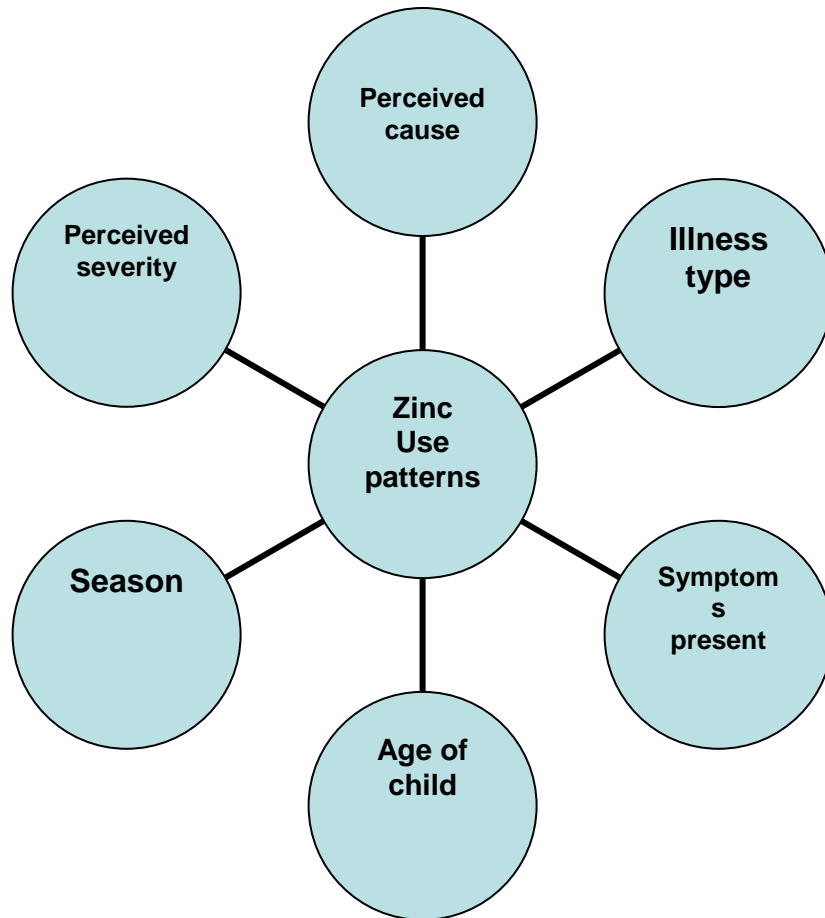 Perceived
cause
Perceived
severity
Illness
type
Zinc
Use
patterns
Season
Symptom
s
present
Age of
child